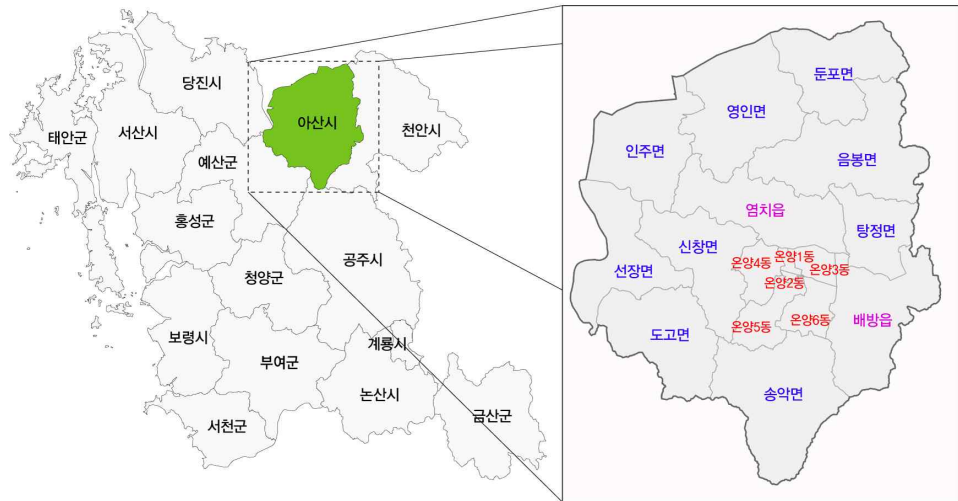 당진시
아산시
천안시
태안군
서산시
예산군
홍성군
청양군
공주시
보령시
부여군
계룡시
논산시
서천군
금산군
둔포면
영인면
인주면
음봉면
염치읍
탕정면
신창면
온양4동
온양1동
온양3동
선장면
온양2동
도고면
온양5동
온양6동
배방읍
송악면